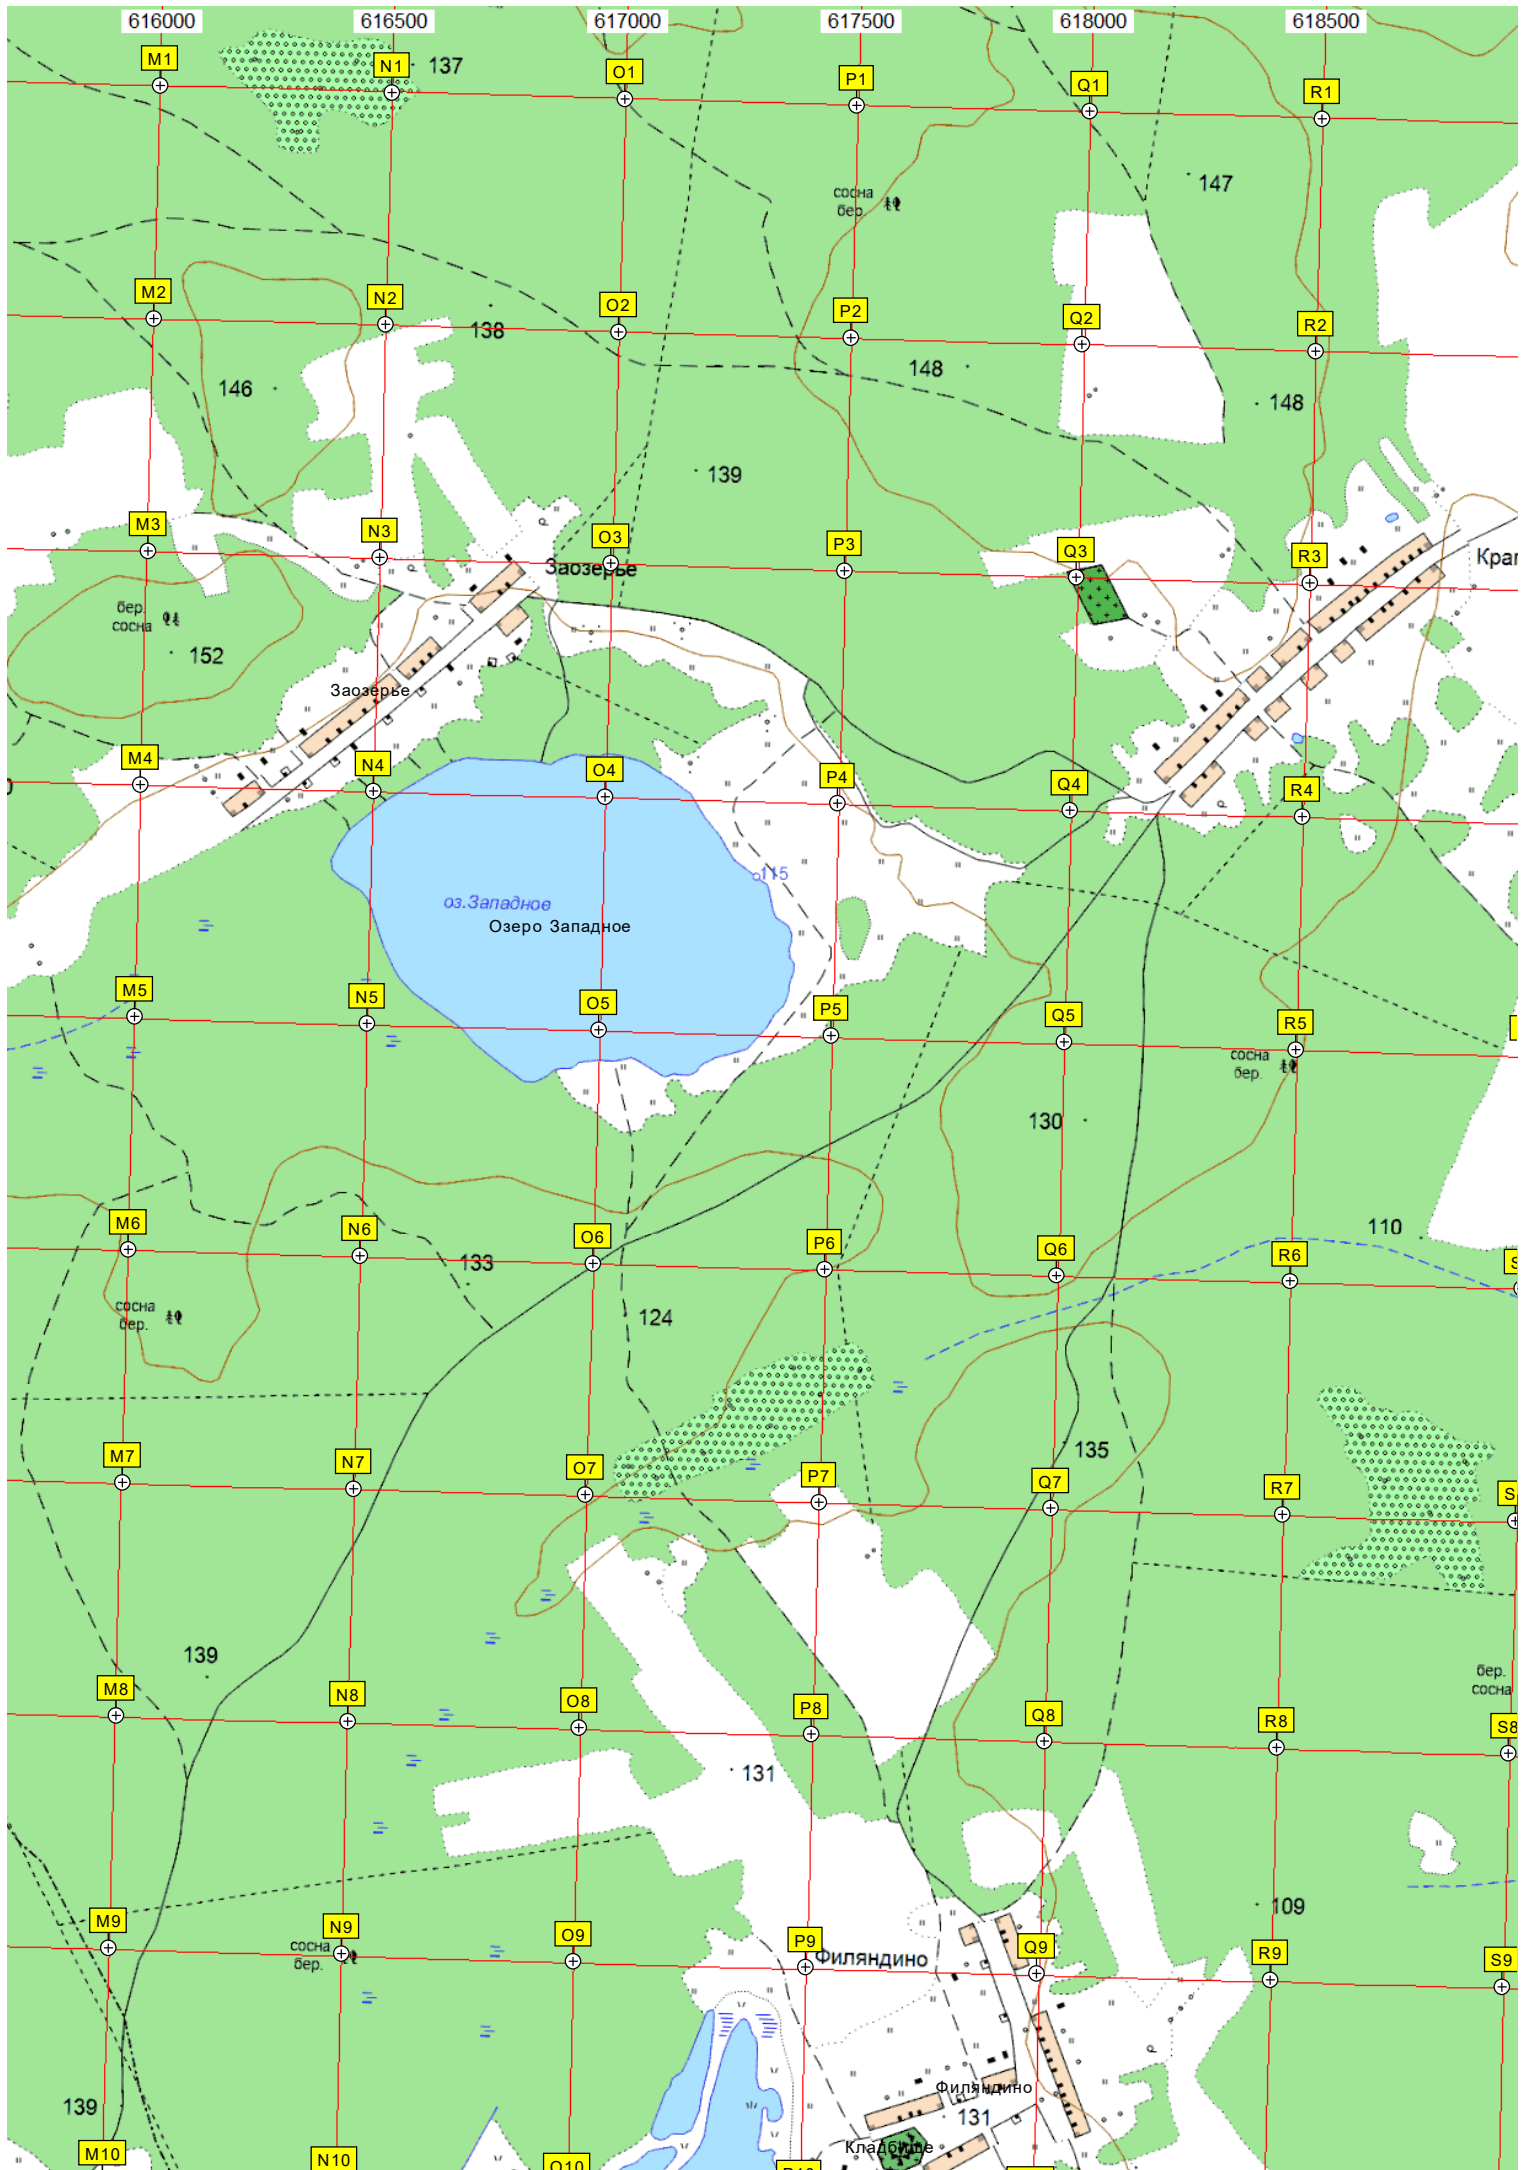 616000 616500 617000 617500 618000 618500
M1 N1 137 O1 P1 Q1 R1
147
сосна
бер.
M2 N2 O2 P2 Q2 R2
138
146 148 148
139
M3 N3 O3 P3 Q3 R3
Заозерье
бер.
сосна
152
Заозерье
M4 N4 O4 P4 Q4 R4
115
оз.Западное
Озеро Западное
M5 N5 O5 P5 Q5 R5
сосна
бер.
130
M6 N6 O6 P6 Q6 R6
110
133
сосна
бер.
124
135
M7 N7 O7 P7 Q7 R7
139
бер.
сосна
M8 N8 O8 P8 Q8 R8 S8
131
109
M9 N9 O9 P9 Q9 R9 S9
сосна
бер.
Филяндино
Филяндино
139
131
Кладбище
M10 N10 O10